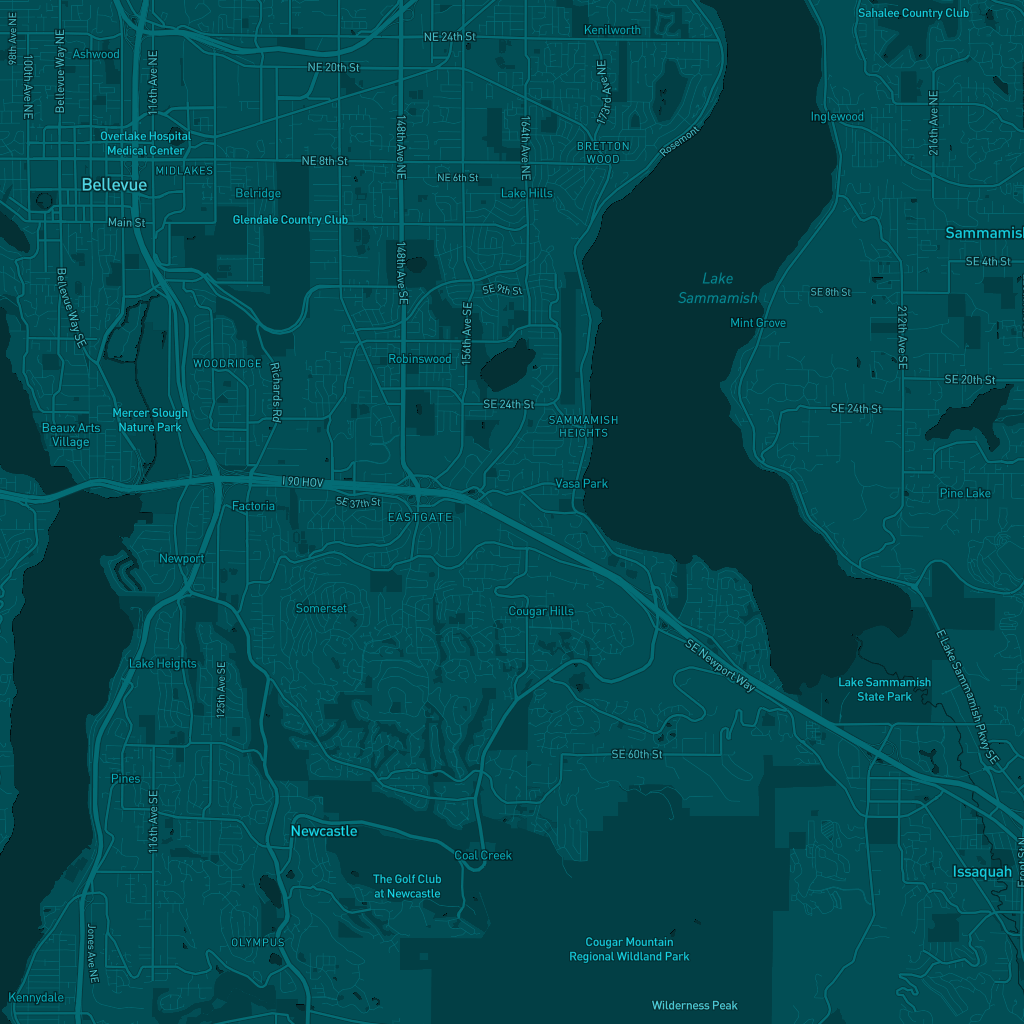 Sahalee Country Club
98th Ave NE
Bellevue Way NE
Kenilworth
NE 24th St
Ashwood
100th Ave NE
116th Ave NE
NE 20th St
173rd Ave NE
216th Ave NE
Inglewood
148th Ave NE
164th Ave NE
Overlake Hospital
Medical Center
Rosemont
BRETTON
WOOD
NE 8th St
MIDLAKES
NE 6th St
Bellevue
Belridge
Lake Hills
Main St
Glendale Country Club
Sammamish
148th Ave SE
SE 4th St
Lake
Sammamish
Bellevue Way SE
SE 9th St
SE 8th St
156th Ave SE
Mint Grove
212th Ave SE
Robinswood
WOODRIDGE
Richards Rd
SE 20th St
SE 24th St
SE 24th St
Mercer Slough
Nature Park
SAMMAMISH
HEIGHTS
Beaux Arts
Village
I 90 HOV
Vasa Park
Pine Lake
SE 37th St
Factoria
EASTGATE
Newport
Somerset
Cougar Hills
E Lake Sammamish Pkwy SE
Lake Heights
SE Newport Way
125th Ave SE
Lake Sammamish
State Park
SE 60th St
Pines
116th Ave SE
Newcastle
Coal Creek
Front St N
Issaquah
The Golf Club
at Newcastle
OLYMPUS
Cougar Mountain
Regional Wildland Park
Jones Ave NE
Kennydale
Wilderness Peak